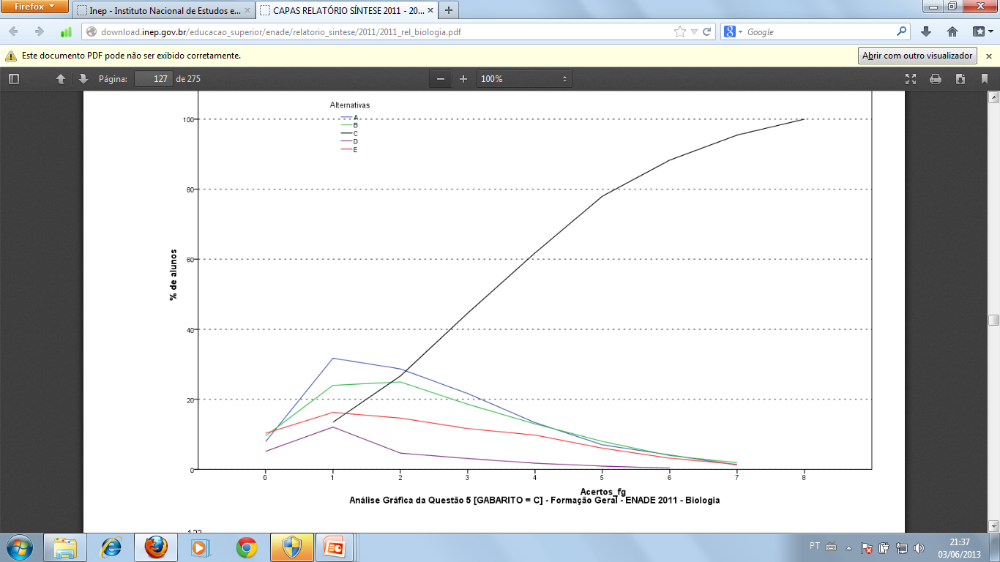 Firefox
Inep - Instituto Nacional de Estudos e...
CAPAS RELATÓRIO SÍNTESE 2011 - 20...
download.inep.gov.br/educacao_superior/enade/relatorio_sintese/2011/2011_rel_biologia.pdf
Google
Este documento PDF pode não ser exibido corretamente.
Abrir com outro visualizador
Página: 127 de 275
100%
Alternativas
A
B
C
D
E
100
80
60
40
20
0
% de alunos
0 1 2 3 4 5 6 7 8
Acertos_fg
Análise Gráfica da Questão 5 [GABARITO = C] - Formação Geral - ENADE 2011 - Biologia
PT
21:37
03/06/2013